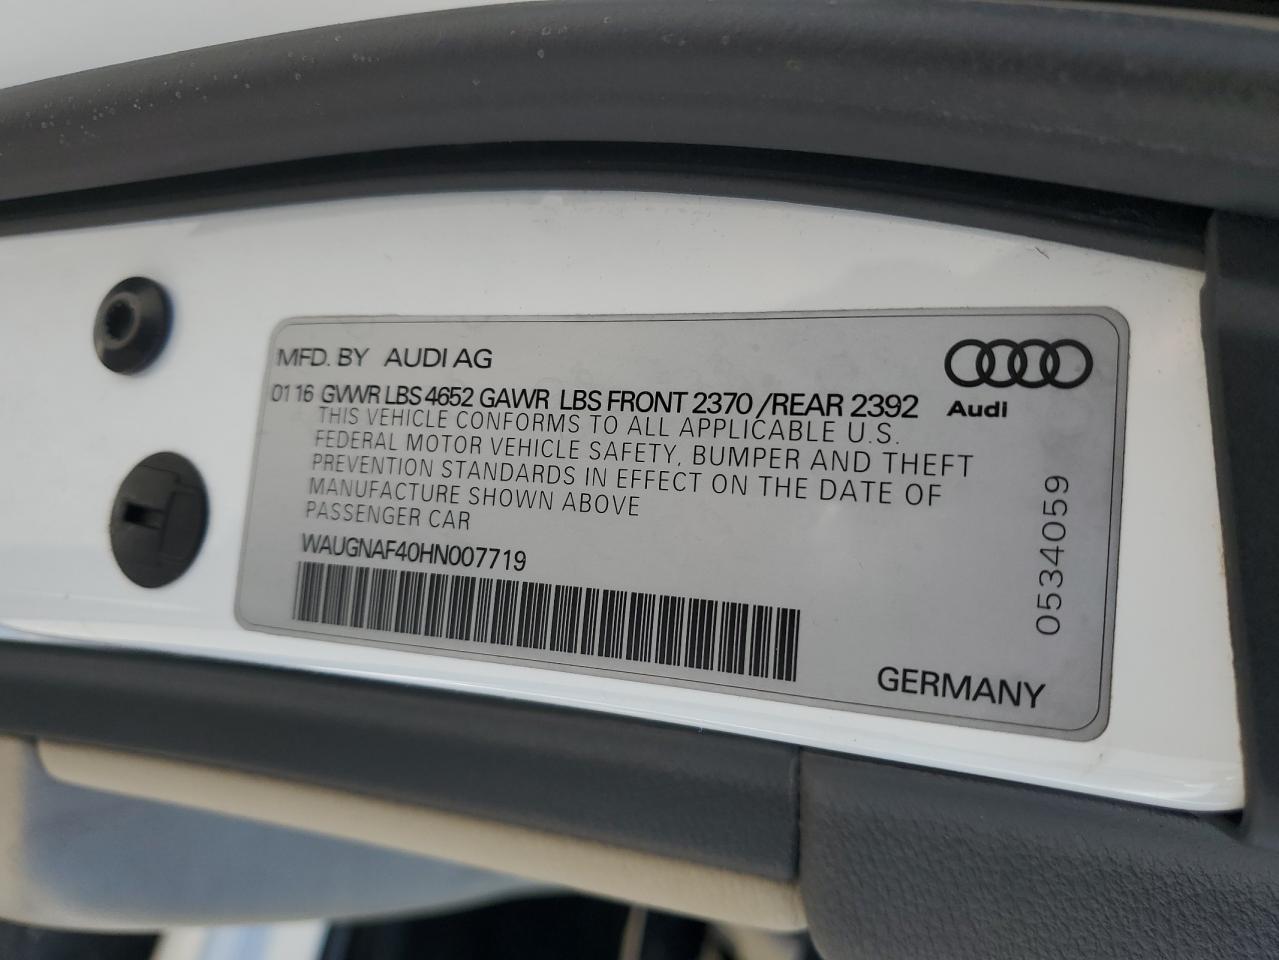 MFD. BY AUDI AG
01 16 GVWR LBS 4652 GAWR LBS FRONT 2370 /REAR 2392
Audi
THIS VEHICLE CONFORMS TO ALL APPLICABLE U.S.
FEDERAL MOTOR VEHICLE SAFETY, BUMPER AND THEFT
PREVENTION STANDARDS IN EFFECT ON THE DATE OF
MANUFACTURE SHOWN ABOVE
PASSENGER CAR
WAUGNAF40HN007719
0534059
GERMANY